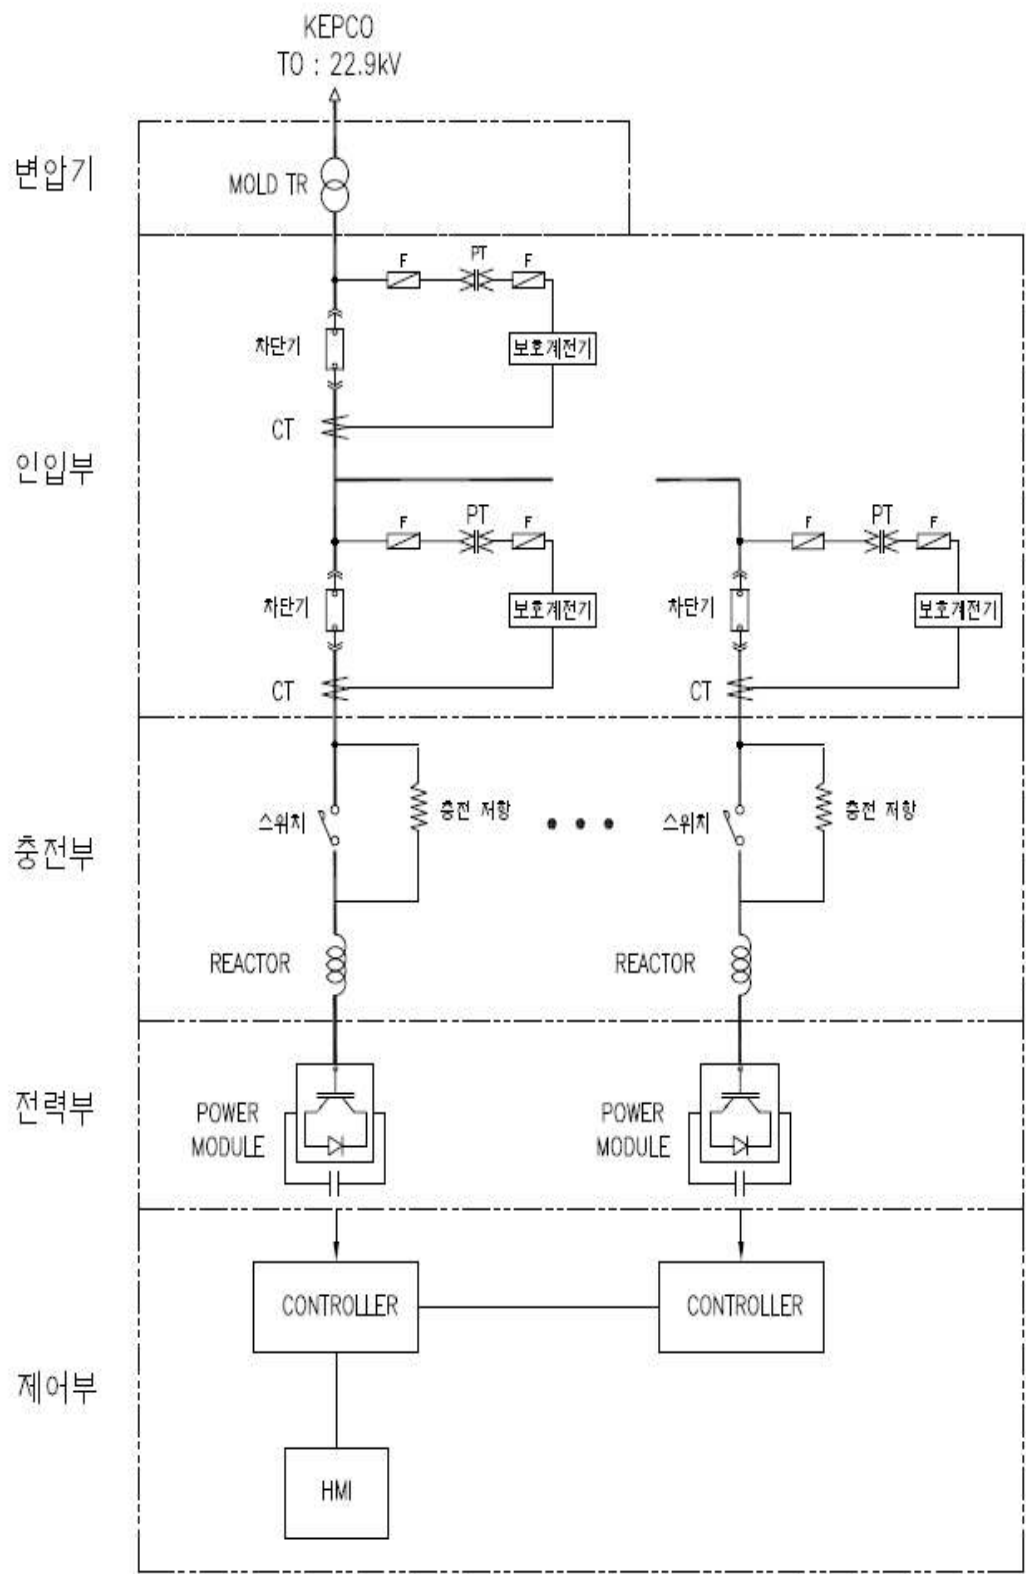 KEPCO
TO : 22.9kV
변압기
MOLD TR
F
PT
F
차단기
보호계전기
CT
인입부
F
PT
F
F
PT
F
차단기
보호계전기
차단기
보호계전기
CT
CT
스위치
충전 저항
스위치
충전 저항
충전부
REACTOR
REACTOR
전력부
POWER
MODULE
POWER
MODULE
CONTROLLER
CONTROLLER
제어부
HMI